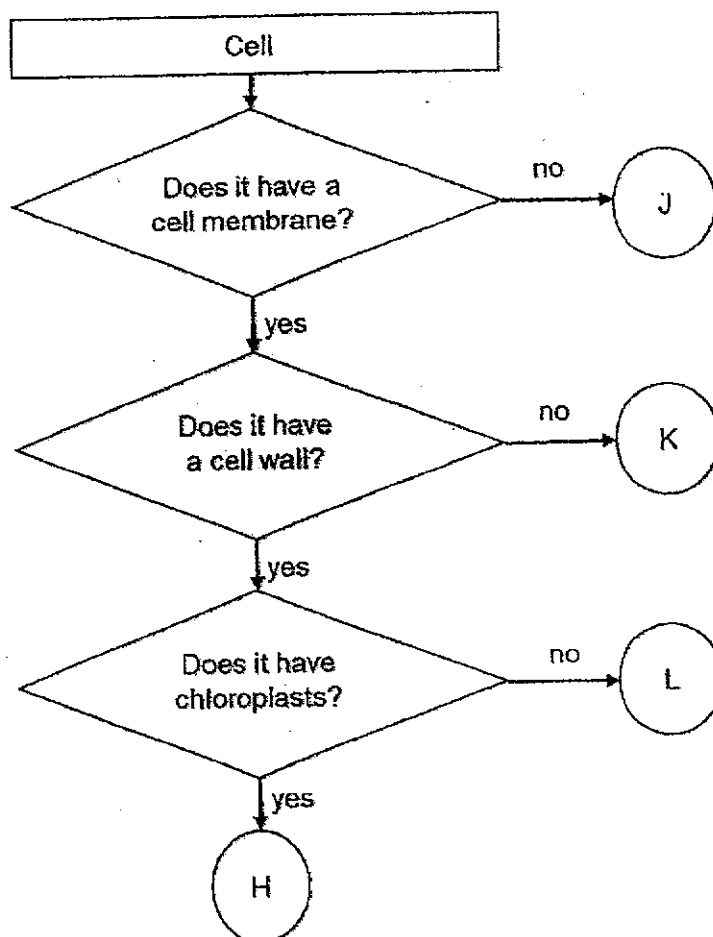 Cell
Does it have a
cell membrane?
no
J
yes
Does it have
a cell wall?
no
K
yes
Does it have
chloroplasts?
no
L
yes
H